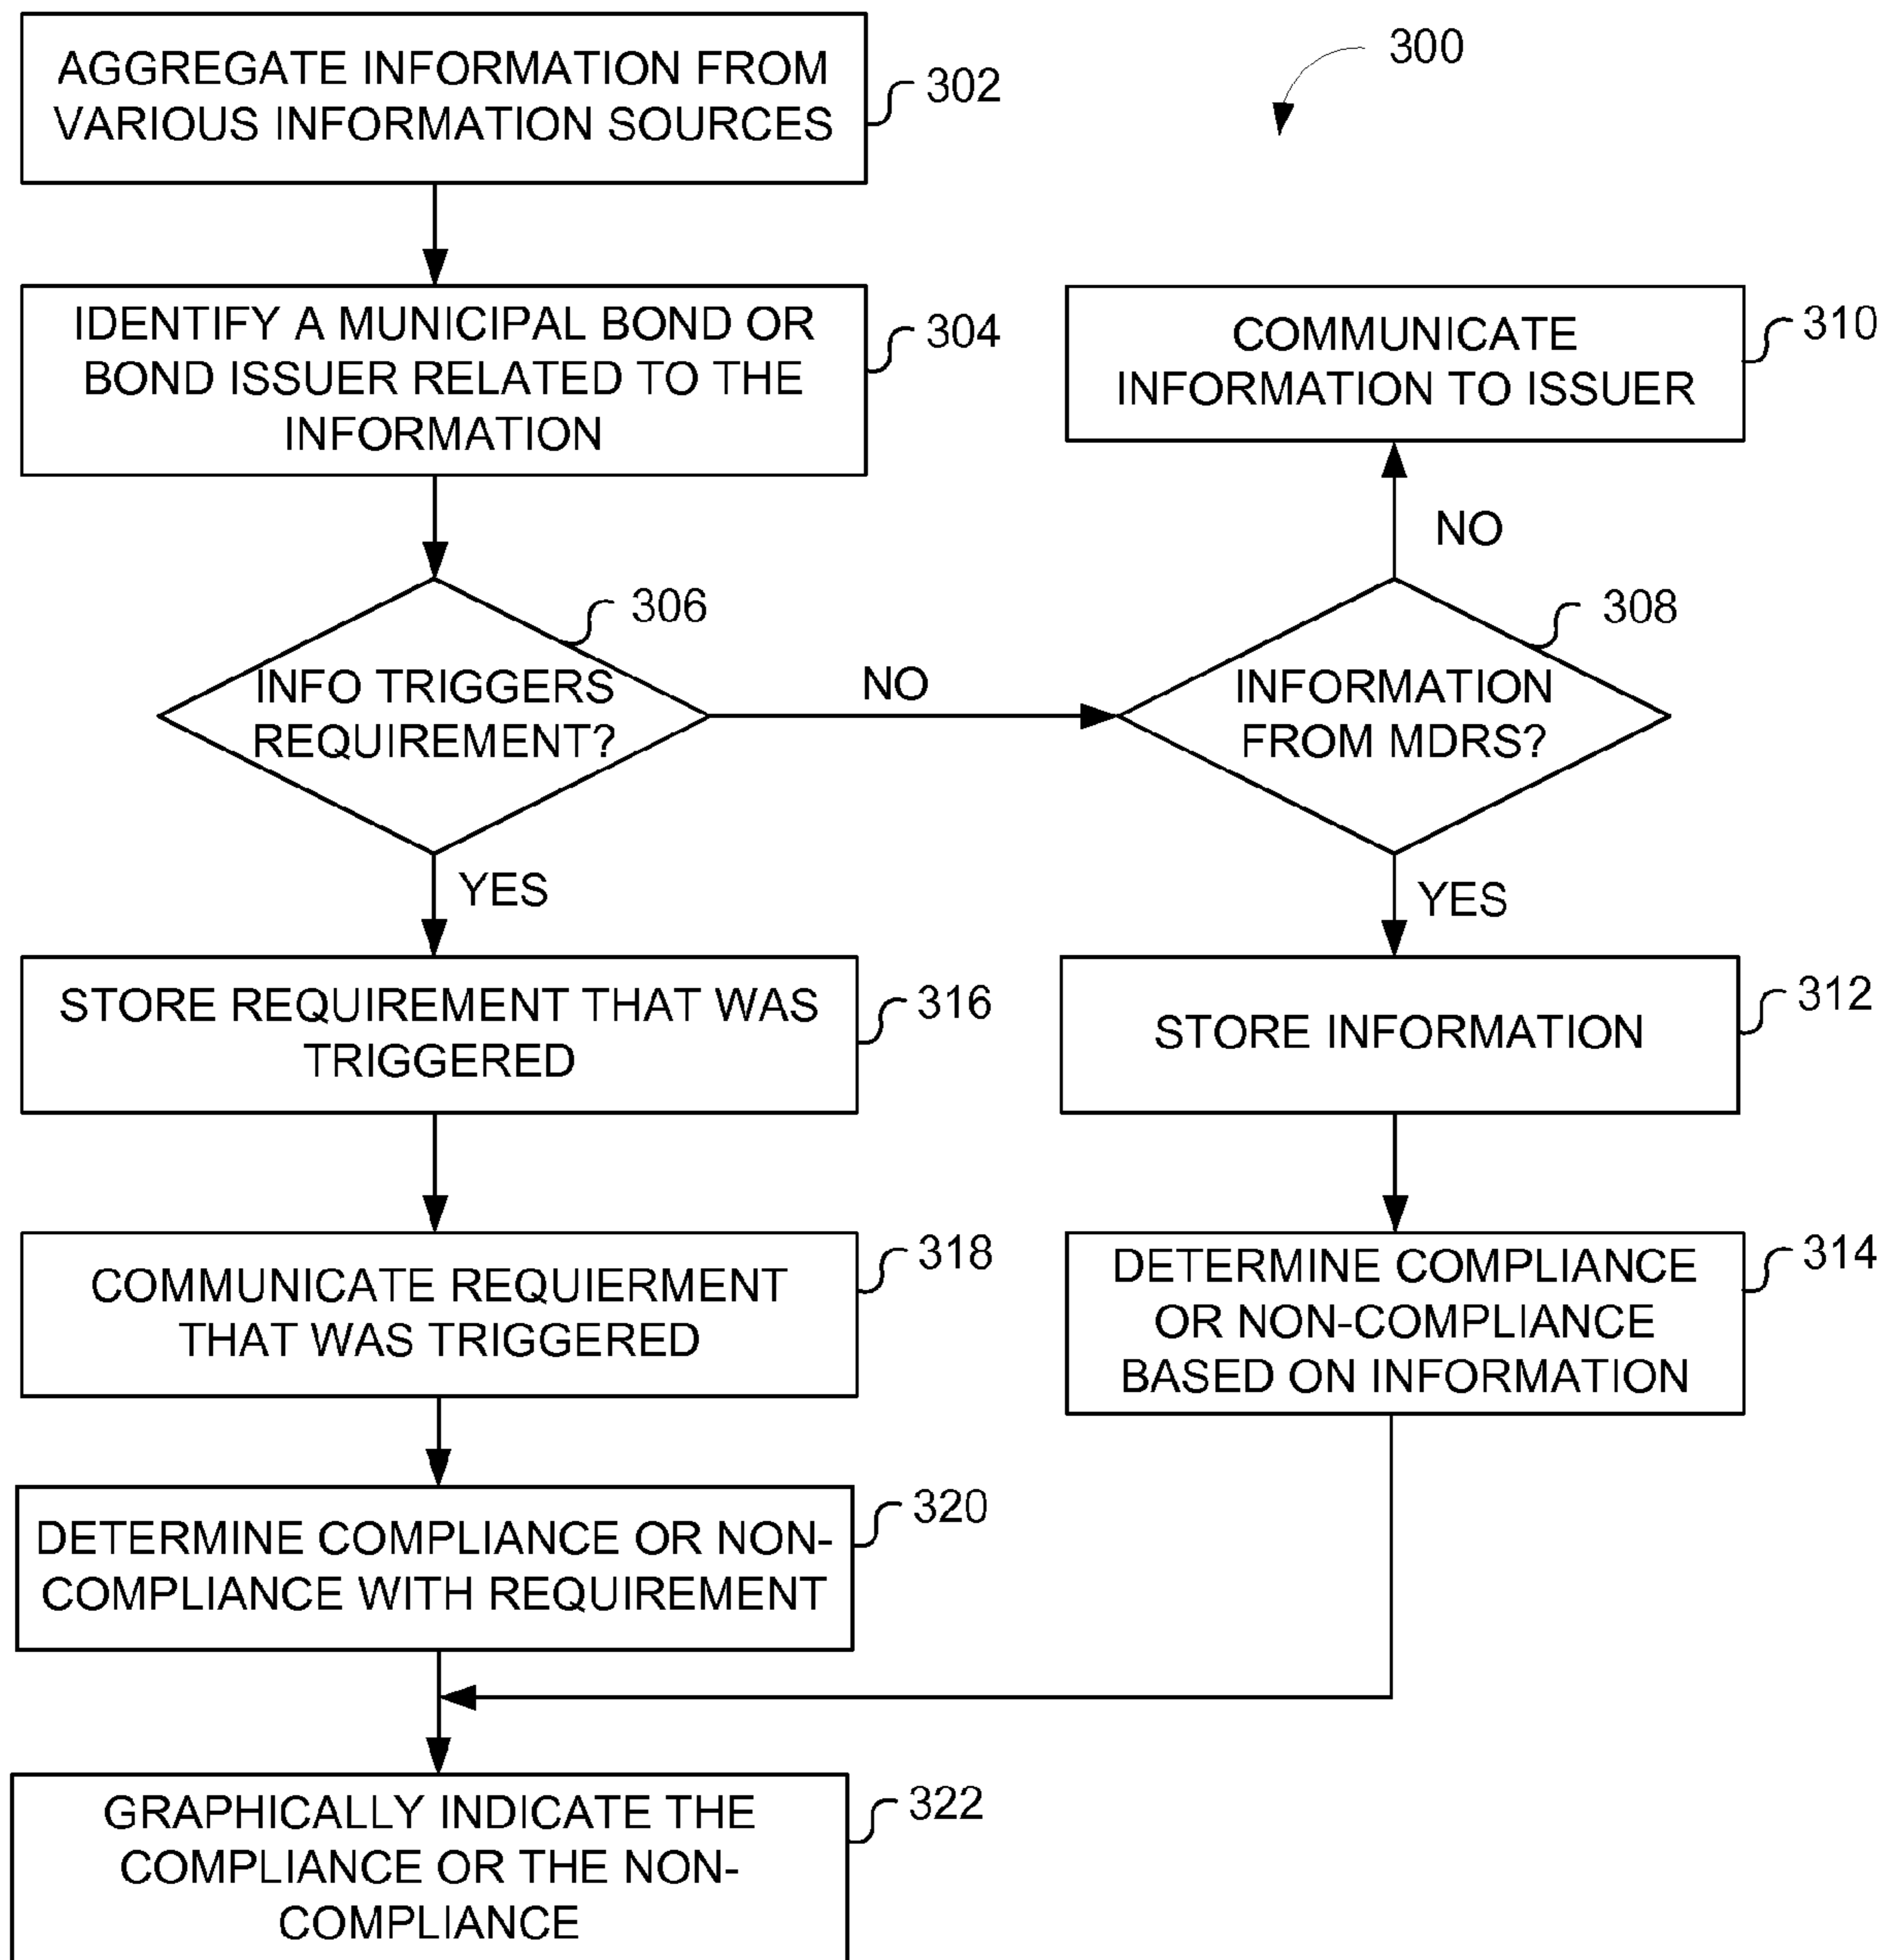 300
AGGREGATE INFORMATION FROM
VARIOUS INFORMATION SOURCES
302
IDENTIFY A MUNICIPAL BOND OR
BOND ISSUER RELATED TO THE
INFORMATION
304
COMMUNICATE
INFORMATION TO ISSUER
310
NO
306
INFO TRIGGERS
REQUIREMENT?
NO
308
INFORMATION
FROM MDRS?
YES
YES
STORE REQUIREMENT THAT WAS
TRIGGERED
316
STORE INFORMATION
312
COMMUNICATE REQUIERMENT
THAT WAS TRIGGERED
318
DETERMINE COMPLIANCE
OR NON-COMPLIANCE
BASED ON INFORMATION
314
DETERMINE COMPLIANCE OR NON-
COMPLIANCE WITH REQUIREMENT
320
GRAPHICALLY INDICATE THE
COMPLIANCE OR THE NON-
COMPLIANCE
322